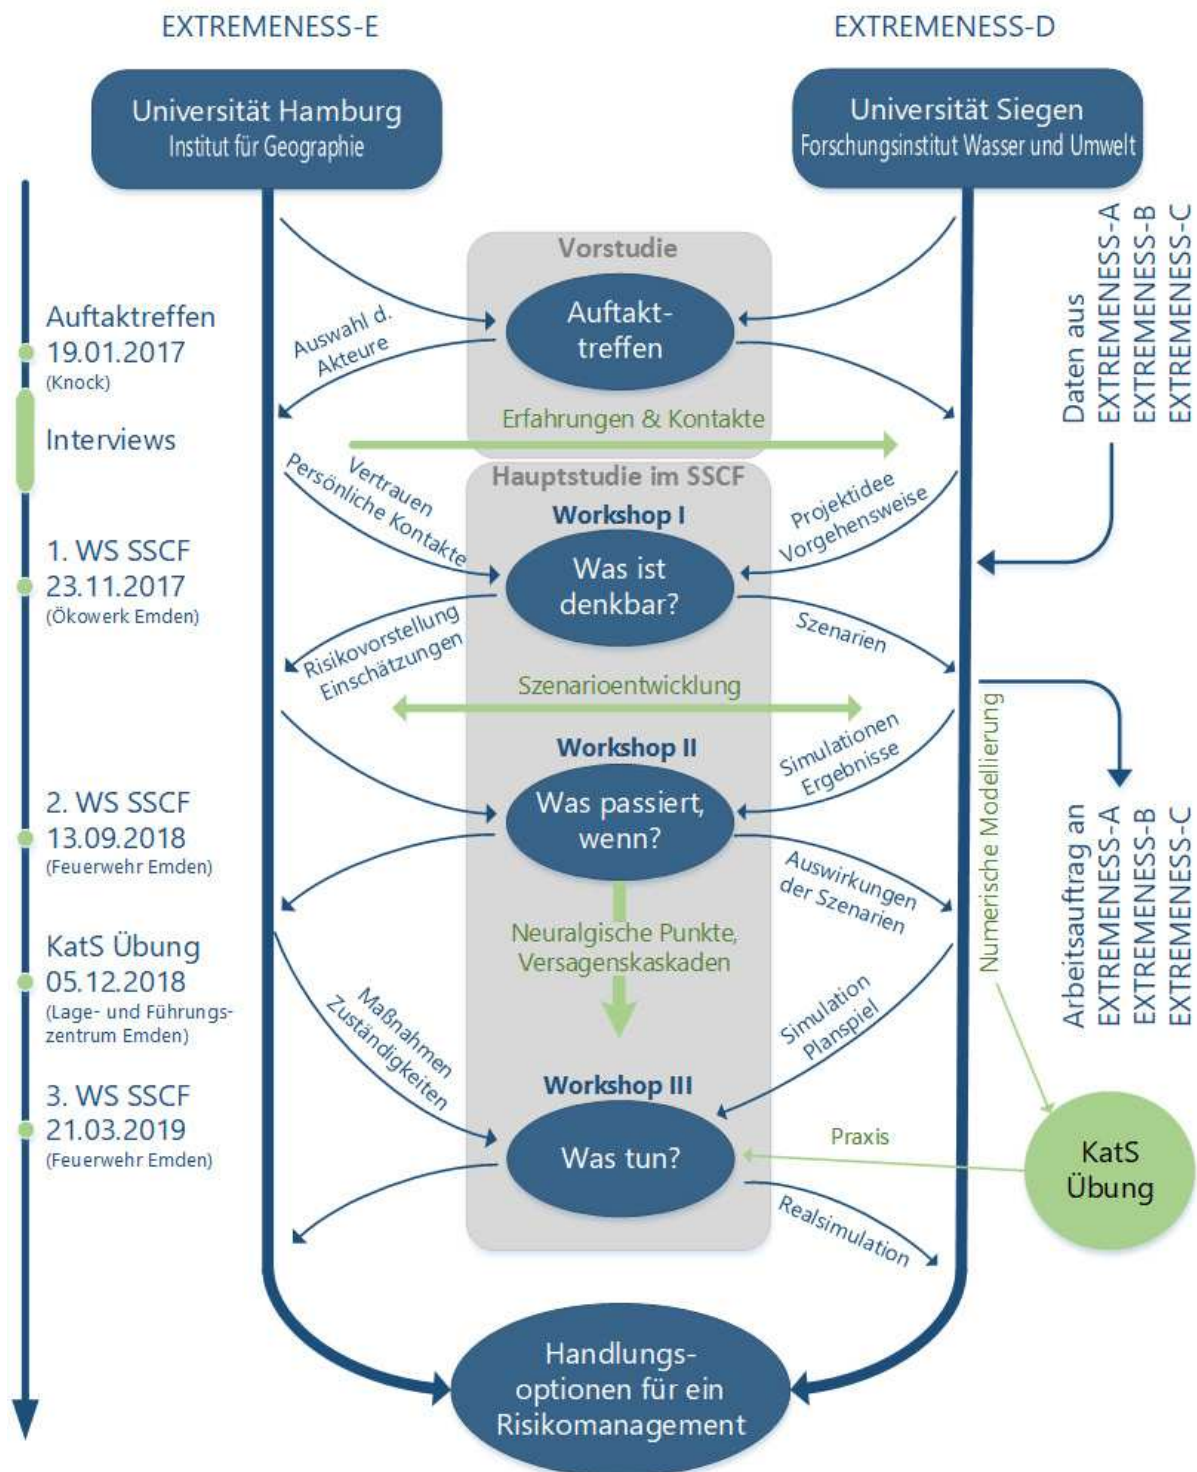 EXTREMENESS-E
EXTREMENESS-D
Universität Hamburg
Institut für Geographie
Universität Siegen
Forschungsinstitut Wasser und Umwelt
Auftaktreffen
19.01.2017
(Knock)
Interviews
1. WS SSCF
23.11.2017
(Ökowerk Emden)
2. WS SSCF
13.09.2018
(Feuerwehr Emden)
KatS Übung
05.12.2018
(Lage- und Führungs-
zentrum Emden)
3. WS SSCF
21.03.2019
(Feuerwehr Emden)
Vorstudie
Auftakt-
treffen
Auswahl d.
Akteure
Erfahrungen & Kontakte
Hauptstudie im SSCF
Vertrauen
Persönliche Kontakte
Workshop I
Projektidee
Vorgehensweise
Was ist
denkbar?
Risikovorstellung
Einschätzungen
Szenarien
Szenarioentwicklung
Workshop II
Simulationen
Ergebnisse
Was passiert,
wenn?
Auswirkungen
der Szenarien
Neuralgische Punkte,
Versagenskaskaden
Maßnahmen
Zuständigkeiten
Simulation
Planspiel
Workshop III
Was tun?
Praxis
Realsimulation
Daten aus
EXTREMENESS-A
EXTREMENESS-B
EXTREMENESS-C
Numerische Modellierung
Arbeitsauftrag an
EXTREMENESS-A
EXTREMENESS-B
EXTREMENESS-C
KatS
Übung
Handlungs-
optionen für ein
Risikomanagement